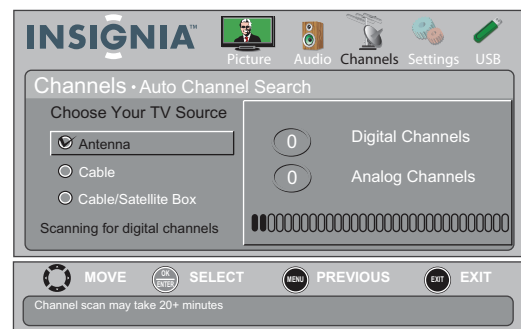 INSIGNIA™
Picture Audio Channels Settings USB
Channels • Auto Channel Search
Choose Your TV Source
Antenna
Cable
Cable/Satellite Box
Scanning for digital channels
0 Digital Channels
0 Analog Channels
MOVE OK ENTER SELECT MENU PREVIOUS EXIT EXIT
Channel scan may take 20+ minutes